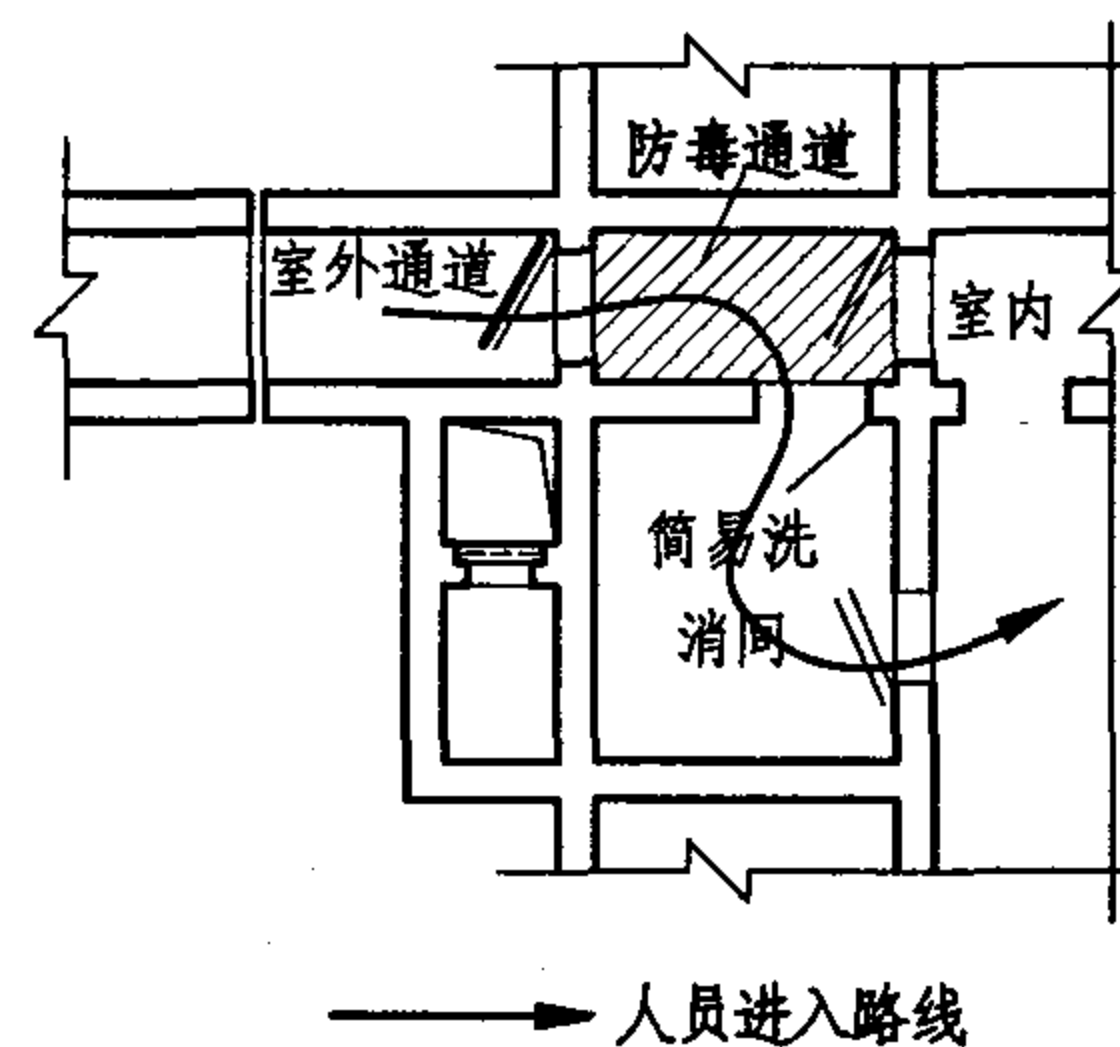 防毒通道
室外通道
室内
简易洗
消间
人员进入路线